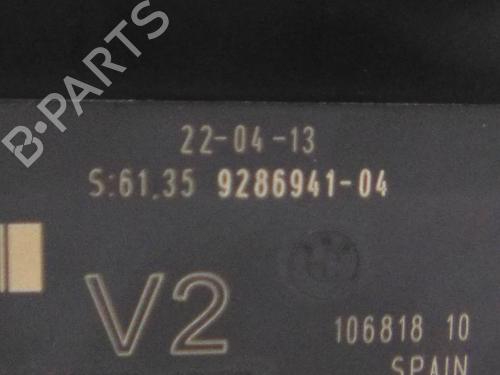 B-PARTS
22-04-13
S:61.35 9286941-04
V2
106818 10
SPAIN